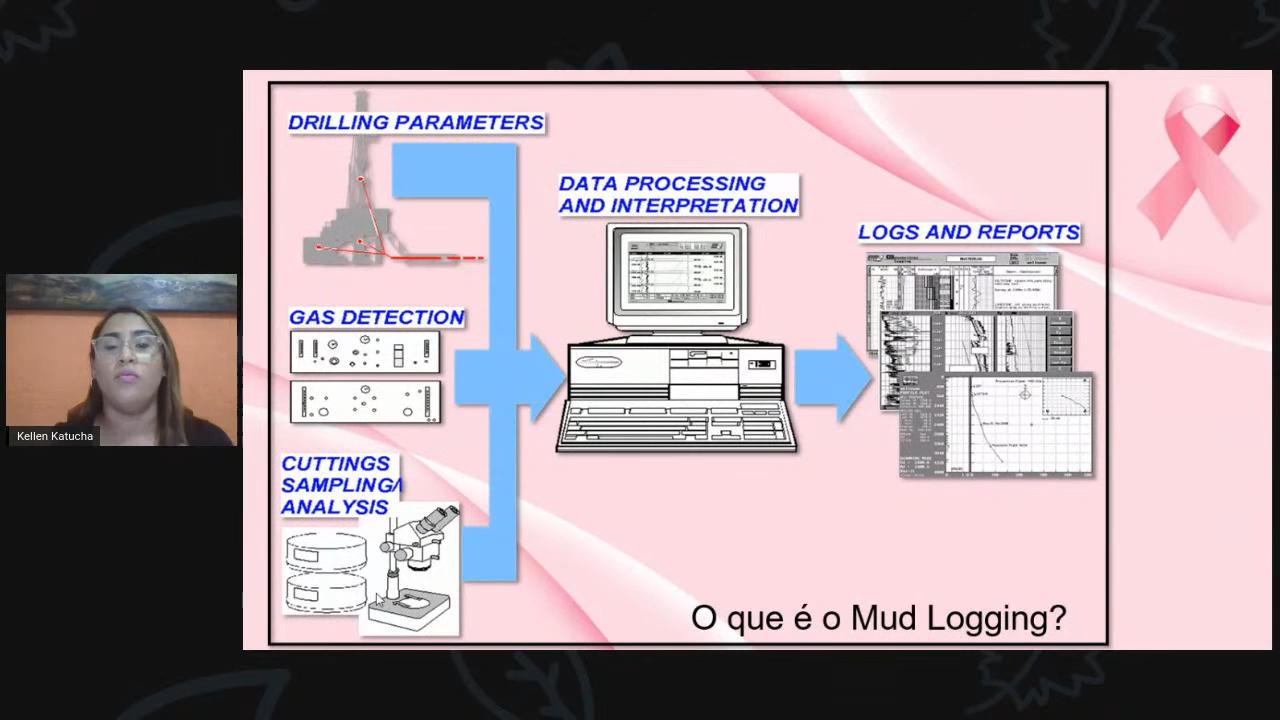 DRILLING PARAMETERS
DATA PROCESSING
AND INTERPRETATION
LOGS AND REPORTS
GAS DETECTION
CUTTINGS
SAMPLING/
ANALYSIS
O que é o Mud Logging?
Kellen Katucha